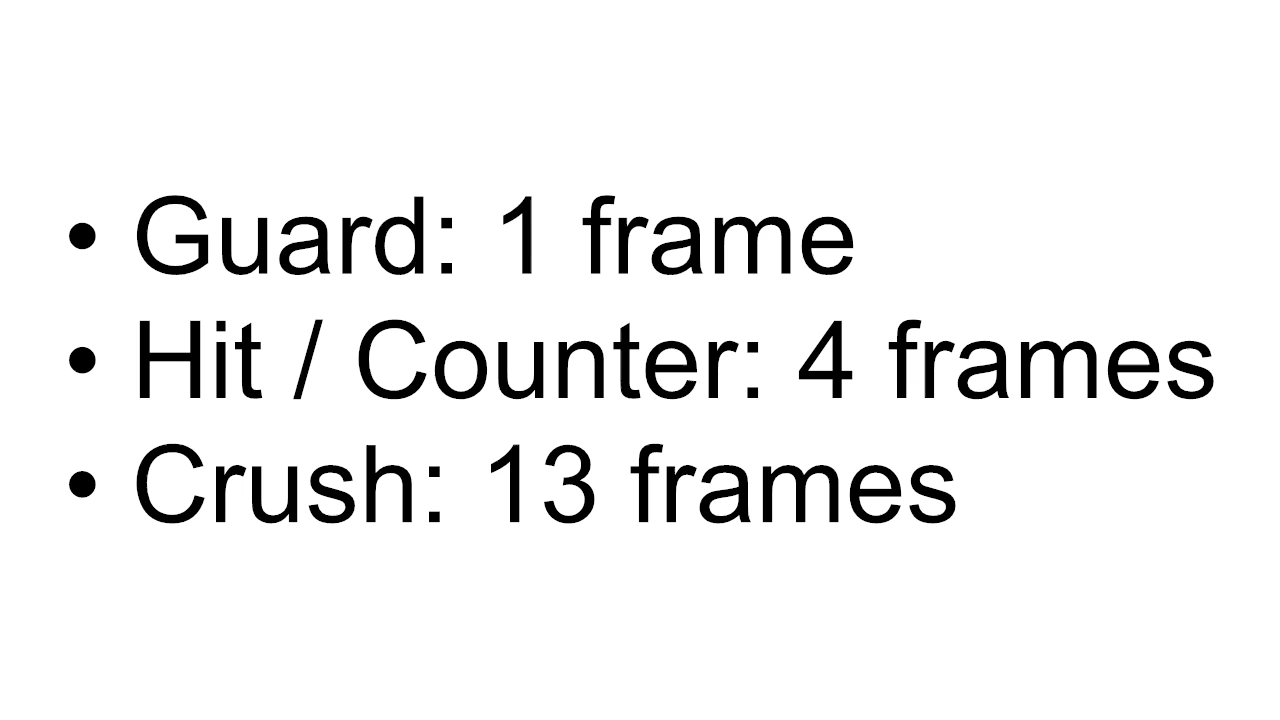 • Guard: 1 frame
• Hit / Counter: 4 frames
• Crush: 13 frames